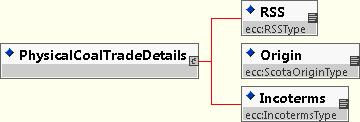 RSS
ecc:RSSType
PhysicalCoalTradeDetails
Origin
ecc:ScotaOriginType
Incoterms
ecc:IncotermsType